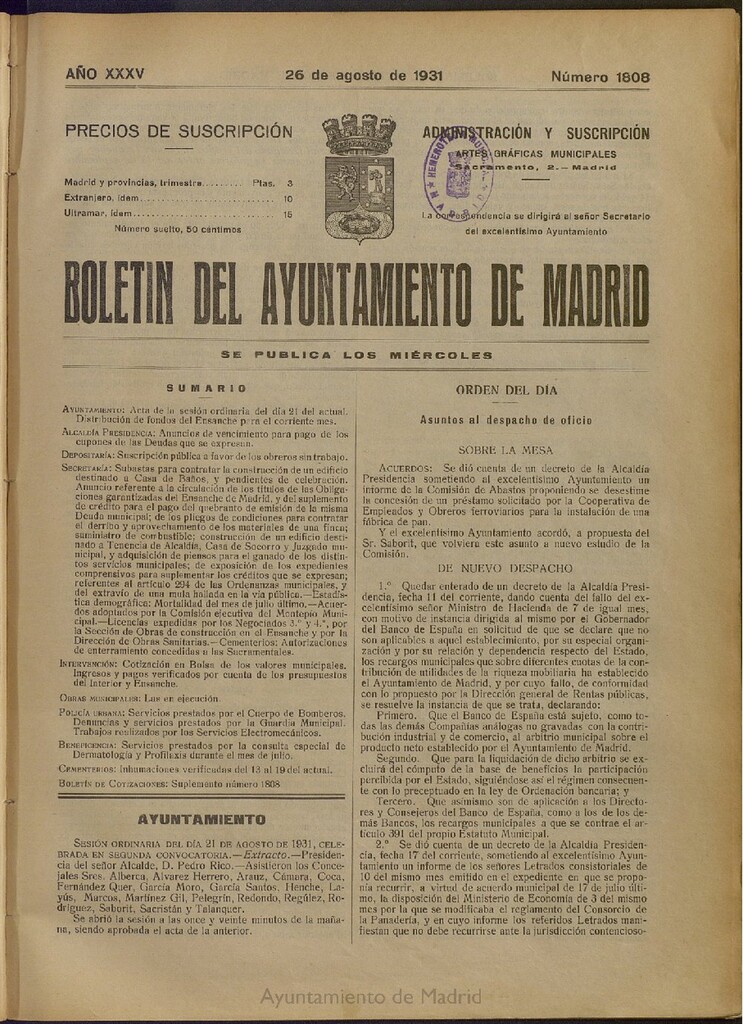 AÑO XXXV
26 de agosto de 1931
Número 1808
PRECIOS DE SUSCRIPCIÓN
Madrid y provincias, trimestre......... Ptas. 3
Extranjero, ídem............................ 10
Ultramar, ídem.............................. 15
Número suelto, 50 céntimos
ADMINISTRACIÓN Y SUSCRIPCIÓN
ARTES GRÁFICAS MUNICIPALES
Sacramento, 2.—Madrid
La correspondencia se dirigirá al señor Secretario
del excelentísimo Ayuntamiento
BOLETIN DEL AYUNTAMIENTO DE MADRID
SE PUBLICA LOS MIÉRCOLES
SUMARIO
AYUNTAMIENTO: Acta de la sesión ordinaria del día 21 del actual.
Distribución de fondos del Ensanche para el corriente mes.
ALCALDÍA PRESIDENCIA: Anuncios de vencimiento para pago de los
cupones de las Deudas que se expresan.
DEPOSITARÍA: Suscripción pública a favor de los obreros sin trabajo.
SECRETARÍA: Subastas para contratar la construcción de un edificio
destinado a Casa de Baños, y pendientes de celebración.
Anuncio referente a la circulación de los títulos de las Obliga-
ciones garantizadas del Ensanche de Madrid, y del suplemento
de crédito para el pago del quebranto de emisión de la misma
Deuda municipal; de los pliegos de condiciones para contratar
el derribo y aprovechamiento de los materiales de una finca;
suministro de combustible; construcción de un edificio desti-
nado a Tenencia de Alcaldía, Casa de Socorro y Juzgado mu-
nicipal, y adquisición de piensos para el ganado de los distin-
tos servicios municipales; de exposición de los expedientes
comprensivos para suplementar los créditos que se expresan;
referentes al artículo 294 de las Ordenanzas municipales, y
del extravío de una mula hallada en la vía pública.—Estadís-
tica demográfica: Mortalidad del mes de julio último.—Acuer-
dos adoptados por la Comisión ejecutiva del Montepío Muni-
cipal.—Licencias expedidas por los Negociados 3.º y 4.º, por
la Sección de Obras de construcción en el Ensanche y por la
Dirección de Obras Sanitarias.—Cementerios: Autorizaciones
de enterramiento concedidas a las Sacramentales.
INTERVENCIÓN: Cotización en Bolsa de los valores municipales.
Ingresos y pagos verificados por cuenta de los presupuestos
del Interior y Ensanche.
OBRAS MUNICIPALES: Las en ejecución.
POLICÍA URBANA: Servicios prestados por el Cuerpo de Bomberos.
Denuncias y servicios prestados por la Guardia Municipal.
Trabajos realizados por los Servicios Electromecánicos.
BENEFICENCIA: Servicios prestados por la consulta especial de
Dermatología y Profilaxis durante el mes de julio.
CEMENTERIOS: Inhumaciones verificadas del 13 al 19 del actual.
BOLETÍN DE COTIZACIONES: Suplemento número 1808
AYUNTAMIENTO
SESIÓN ORDINARIA DEL DÍA 21 DE AGOSTO DE 1931, CELE-
BRADA EN SEGUNDA CONVOCATORIA.—Extracto.—Presiden-
cia del señor Alcalde, D. Pedro Rico.—Asistieron los Conce-
jales Sres. Alberca, Alvarez Herrero, Arauz, Cámara, Coca,
Fernández Quer, García Moro, García Santos, Henche, La-
yús, Marcos, Martínez Gil, Pelegrín, Redondo, Regúlez, Ro-
dríguez, Saborit, Sacristán y Talanquer.
Se abrió la sesión a las once y veinte minutos de la maña-
na, siendo aprobada el acta de la anterior.
ORDEN DEL DÍA
Asuntos al despacho de oficio
SOBRE LA MESA
ACUERDOS: Se dió cuenta de un decreto de la Alcaldía
Presidencia sometiendo al excelentísimo Ayuntamiento un
informe de la Comisión de Abastos proponiendo se desestime
la concesión de un préstamo solicitado por la Cooperativa de
Empleados y Obreros ferroviarios para la instalación de una
fábrica de pan.
Y el excelentísimo Ayuntamiento acordó, a propuesta del
Sr. Saborit, que volviera este asunto a nuevo estudio de la
Comisión.
DE NUEVO DESPACHO
1.º Quedar enterado de un decreto de la Alcaldía Presi-
dencia, fecha 11 del corriente, dando cuenta del fallo del ex-
celentísimo señor Ministro de Hacienda de 7 de igual mes,
con motivo de instancia dirigida al mismo por el Gobernador
del Banco de España en solicitud de que se declare que no
son aplicables a aquel establecimiento, por su especial organi-
zación y por su relación y dependencia respecto del Estado,
los recargos municipales que sobre diferentes cuotas de la con-
tribución de utilidades de la riqueza mobiliaria ha establecido
el Ayuntamiento de Madrid, y por cuyo fallo, de conformidad
con lo propuesto por la Dirección general de Rentas públicas,
se resuelve la instancia de que se trata, declarando:
Primero. Que el Banco de España está sujeto, como to-
das las demás Compañías análogas no gravadas con la contri-
bución industrial y de comercio, al arbitrio municipal sobre el
producto neto establecido por el Ayuntamiento de Madrid.
Segundo. Que para la liquidación de dicho arbitrio se ex-
cluirá del cómputo de la base de beneficios la participación
percibida por el Estado, siguiéndose así el régimen consecuen-
te con lo preceptuado en la ley de Ordenación bancaria; y
Tercero. Que asimismo son de aplicación a los Directo-
res y Consejeros del Banco de España, como a los de los de-
más Bancos, los recargos municipales a que se contrae el ar-
tículo 391 del propio Estatuto Municipal.
2.º Se dió cuenta de un decreto de la Alcaldía Presiden-
cia, fecha 17 del corriente, sometiendo al excelentísimo Ayun-
tamiento un informe de los señores Letrados consistoriales de
10 del mismo mes emitido en el expediente en que se propo-
nía recurrir, a virtud de acuerdo municipal de 17 de julio últi-
mo, la disposición del Ministerio de Economía de 3 del mismo
mes por la que se modificaba el reglamento del Consorcio de
la Panadería, y en cuyo informe los referidos Letrados mani-
fiestan que no debe recurrirse ante la jurisdicción contencioso-
Ayuntamiento de Madrid